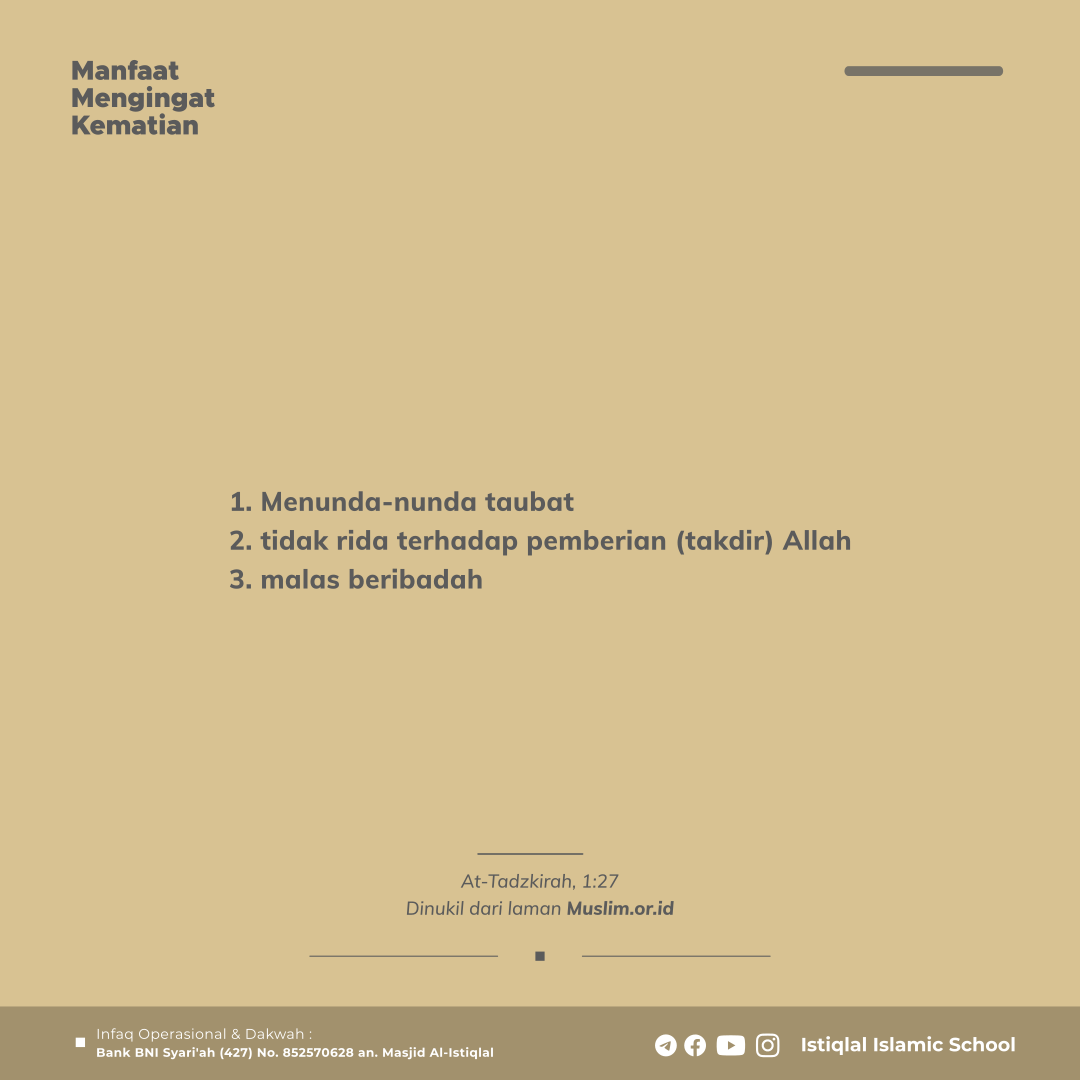 Manfaat
Mengingat
Kematian
1. Menunda-nunda taubat
2. tidak rida terhadap pemberian (takdir) Allah
3. malas beribadah
At-Tadzkirah, 1:27
Dinukil dari laman Muslim.or.id
Infaq Operasional & Dakwah :
Bank BNI Syari'ah (427) No. 852570628 an. Masjid Al-Istiqlal
Istiqlal Islamic School